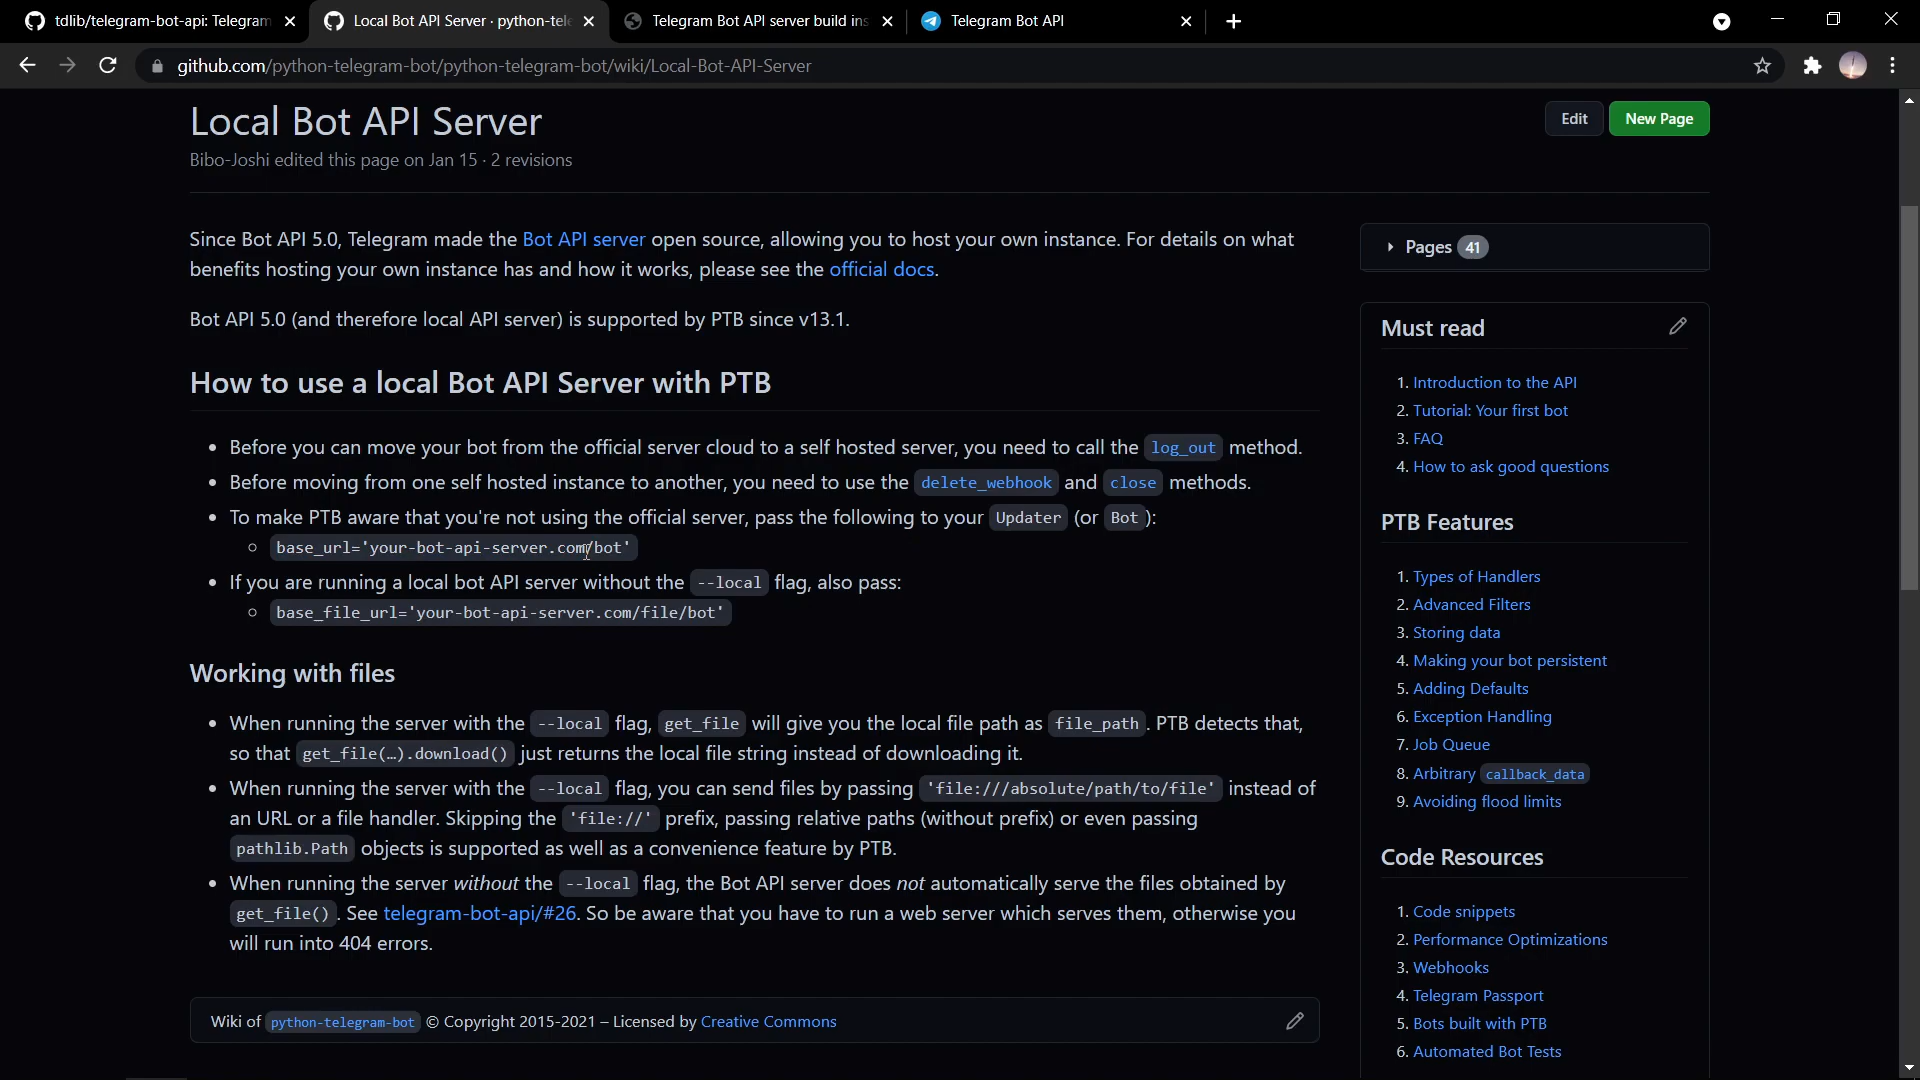 tdlib/telegram-bot-api: Telegram
Local Bot API Server · python-tele
Telegram Bot API server build ins
Telegram Bot API
github.com/python-telegram-bot/python-telegram-bot/wiki/Local-Bot-API-Server
Local Bot API Server
Edit
New Page
Bibo-Joshi edited this page on Jan 15 · 2 revisions
Since Bot API 5.0, Telegram made the Bot API server open source, allowing you to host your own instance. For details on what
benefits hosting your own instance has and how it works, please see the official docs.
Bot API 5.0 (and therefore local API server) is supported by PTB since v13.1.
How to use a local Bot API Server with PTB
• Before you can move your bot from the official server cloud to a self hosted server, you need to call the log_out method.
• Before moving from one self hosted instance to another, you need to use the delete_webhook and close methods.
• To make PTB aware that you're not using the official server, pass the following to your Updater (or Bot):
base_url='your-bot-api-server.com/bot'
• If you are running a local bot API server without the --local flag, also pass:
base_file_url='your-bot-api-server.com/file/bot'
Working with files
• When running the server with the --local flag, get_file will give you the local file path as file_path. PTB detects that,
so that get_file(…).download() just returns the local file string instead of downloading it.
• When running the server with the --local flag, you can send files by passing 'file:///absolute/path/to/file' instead of
an URL or a file handler. Skipping the 'file://' prefix, passing relative paths (without prefix) or even passing
pathlib.Path objects is supported as well as a convenience feature by PTB.
• When running the server without the --local flag, the Bot API server does not automatically serve the files obtained by
get_file(). See telegram-bot-api/#26. So be aware that you have to run a web server which serves them, otherwise you
will run into 404 errors.
Wiki of python-telegram-bot © Copyright 2015-2021 – Licensed by Creative Commons
Pages 41
Must read
1. Introduction to the API
2. Tutorial: Your first bot
3. FAQ
4. How to ask good questions
PTB Features
1. Types of Handlers
2. Advanced Filters
3. Storing data
4. Making your bot persistent
5. Adding Defaults
6. Exception Handling
7. Job Queue
8. Arbitrary callback_data
9. Avoiding flood limits
Code Resources
1. Code snippets
2. Performance Optimizations
3. Webhooks
4. Telegram Passport
5. Bots built with PTB
6. Automated Bot Tests